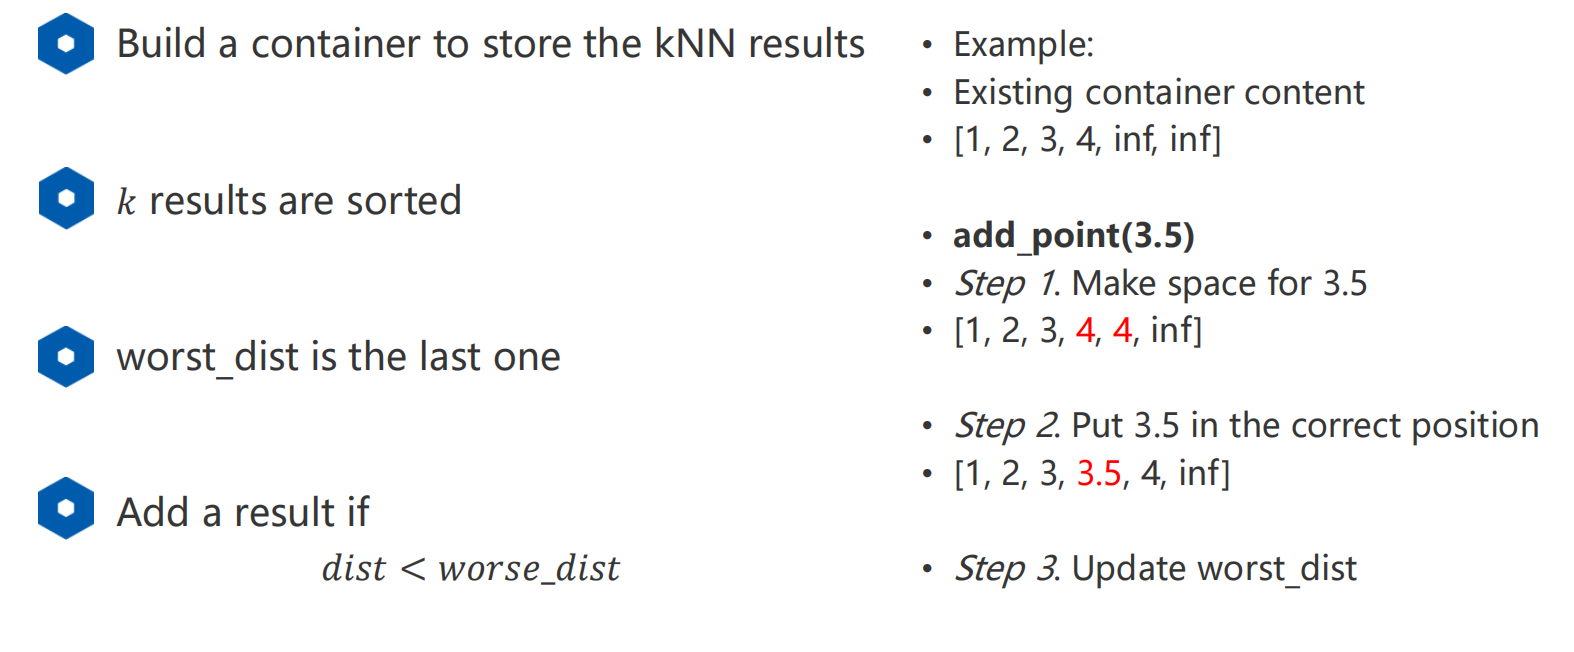 Build a container to store the kNN results
k results are sorted
worst_dist is the last one
Add a result if
dist < worse_dist
• Example:
• Existing container content
• [1, 2, 3, 4, inf, inf]
• add_point(3.5)
• Step 1. Make space for 3.5
• [1, 2, 3, 4, 4, inf]
• Step 2. Put 3.5 in the correct position
• [1, 2, 3, 3.5, 4, inf]
• Step 3. Update worst_dist